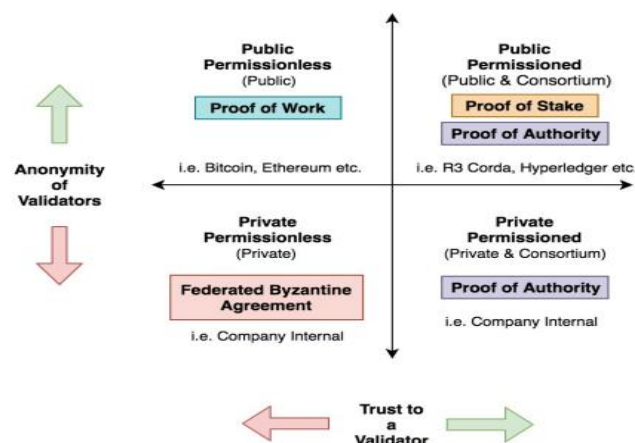 Public
Permissionless
(Public)
Proof of Work
i.e. Bitcoin, Ethereum etc.
Public
Permissioned
(Public & Consortium)
Proof of Stake
Proof of Authority
i.e. R3 Corda, Hyperledger etc
Anonymity
of
Validators
Private
Permissionless
(Private)
Federated Byzantine
Agreement
i.e. Company Internal
Private
Permissioned
(Private & Consortium)
Proof of Authority
i.e. Company Internal
Trust to
a
Validator